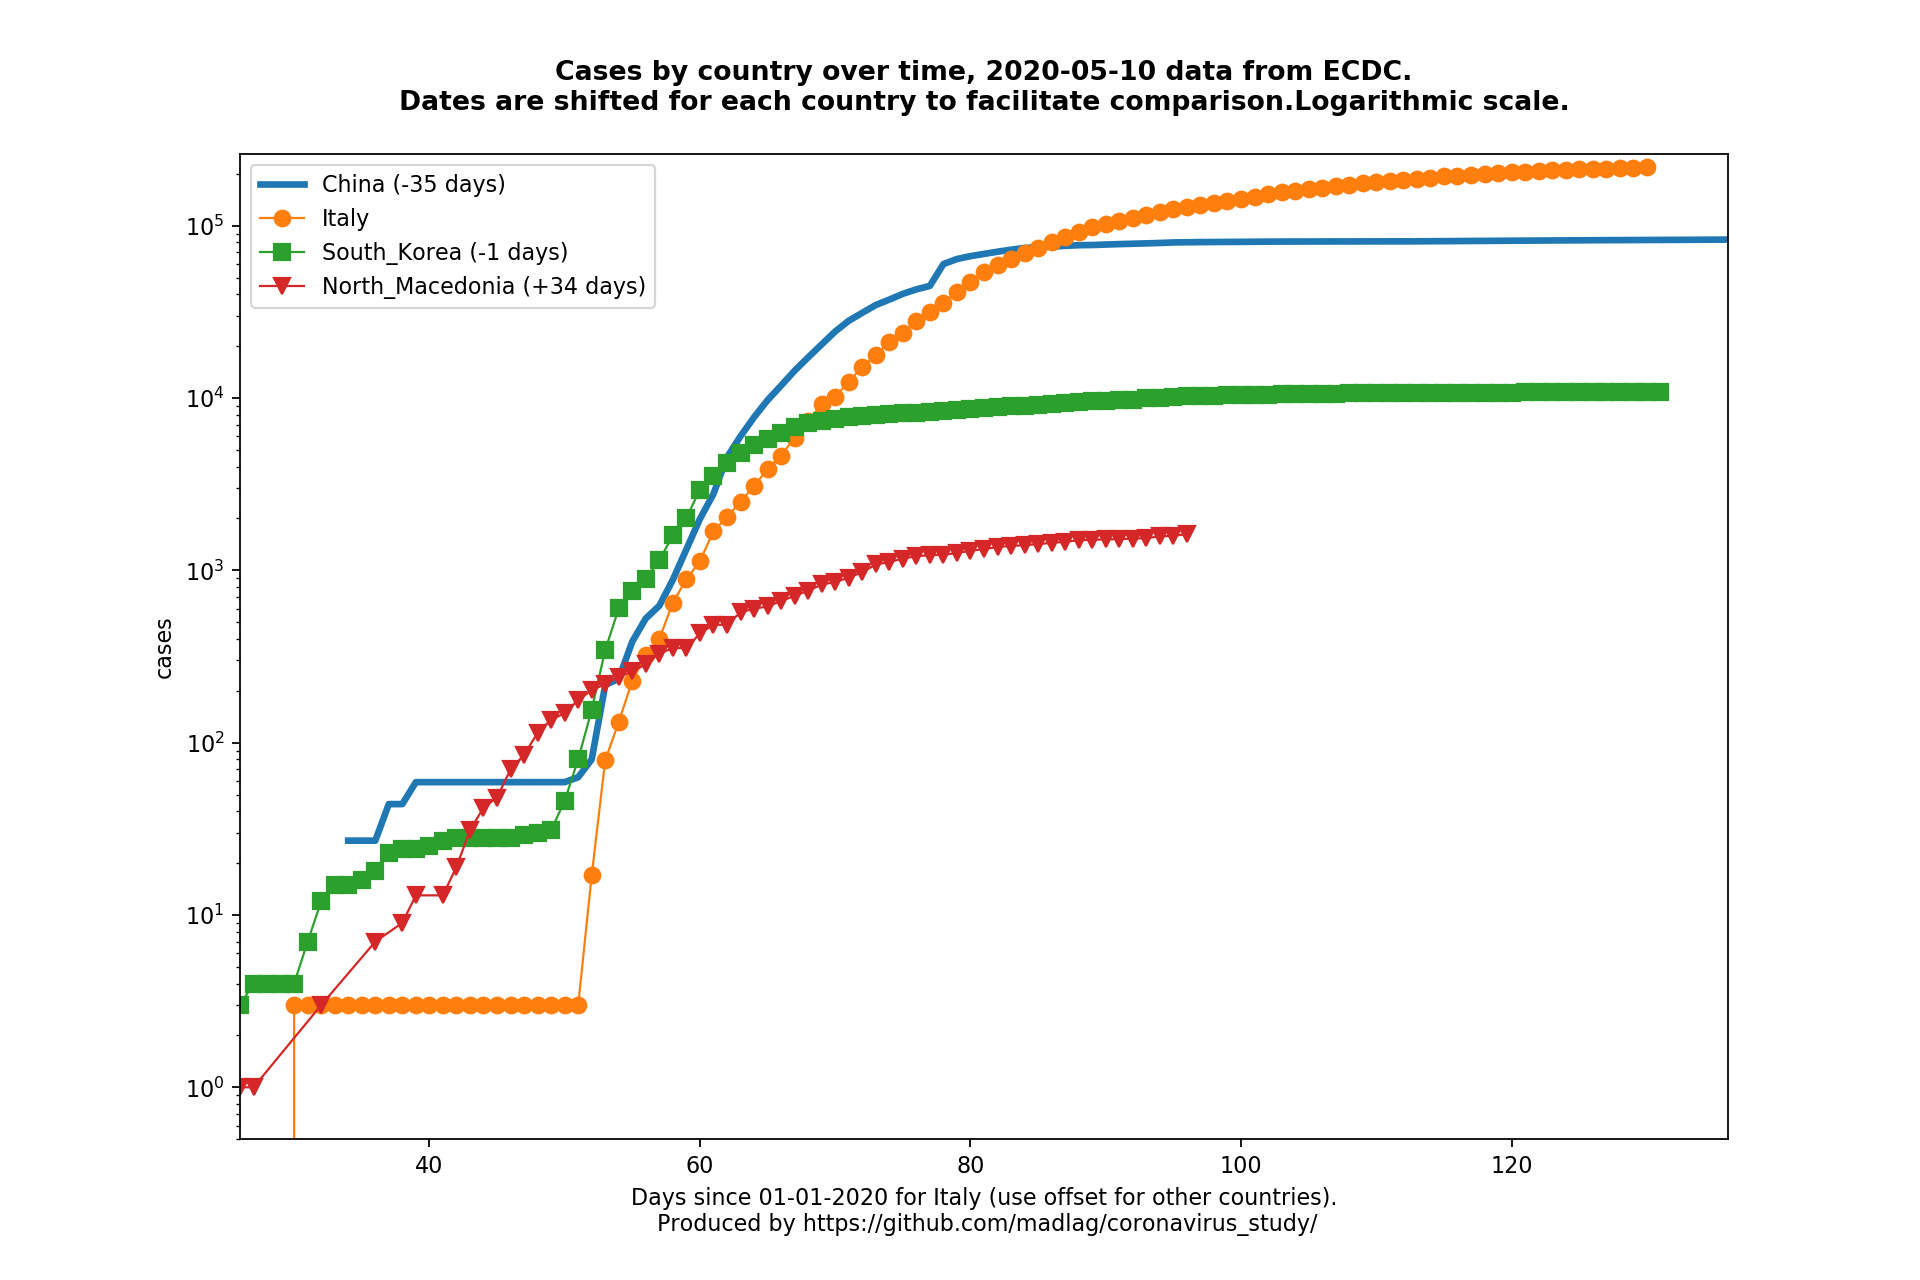 Cases by country over time, 2020-05-10 data from ECDC.
Dates are shifted for each country to facilitate comparison.Logarithmic scale.
China (-35 days)
Italy
South_Korea (-1 days)
North_Macedonia (+34 days)
10^5
10^4
10^3
10^2
10^1
10^0
cases
40 60 80 100 120
Days since 01-01-2020 for Italy (use offset for other countries).
Produced by https://github.com/madlag/coronavirus_study/